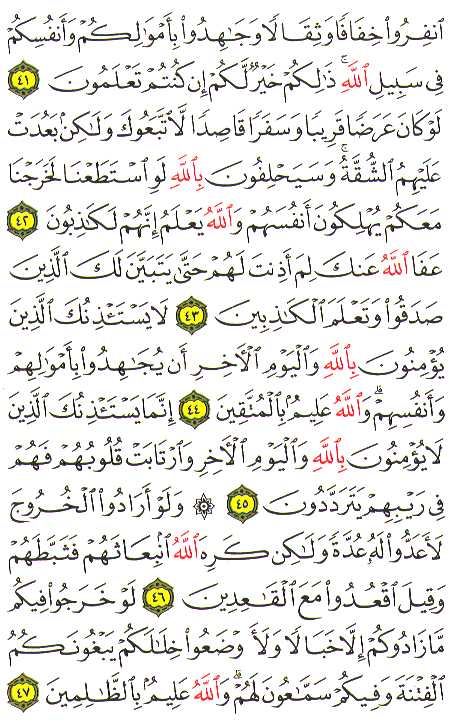 ٱنفِرُوا۟ خِفَافًا وَثِقَالًا وَجَـٰهِدُوا۟ بِأَمْوَٰلِكُمْ وَأَنفُسِكُمْ
فِى سَبِيلِ ٱللَّهِ ۚ ذَٰلِكُمْ خَيْرٌ لَّكُمْ إِن كُنتُمْ تَعْلَمُونَ ٤١
لَوْ كَانَ عَرَضًا قَرِيبًا وَسَفَرًا قَاصِدًا لَّٱتَّبَعُوكَ وَلَـٰكِنۢ بَعُدَتْ
عَلَيْهِمُ ٱلشُّقَّةُ ۚ وَسَيَحْلِفُونَ بِٱللَّهِ لَوِ ٱسْتَطَعْنَا لَخَرَجْنَا
مَعَكُمْ يُهْلِكُونَ أَنفُسَهُمْ وَٱللَّهُ يَعْلَمُ إِنَّهُمْ لَكَـٰذِبُونَ ٤٢
عَفَا ٱللَّهُ عَنكَ لِمَ أَذِنتَ لَهُمْ حَتَّىٰ يَتَبَيَّنَ لَكَ ٱلَّذِينَ
صَدَقُوا۟ وَتَعْلَمَ ٱلْكَـٰذِبِينَ ٤٣ لَا يَسْتَـْٔذِنُكَ ٱلَّذِينَ
يُؤْمِنُونَ بِٱللَّهِ وَٱلْيَوْمِ ٱلْـَٔاخِرِ أَن يُجَـٰهِدُوا۟ بِأَمْوَٰلِهِمْ
وَأَنفُسِهِمْ ۗ وَٱللَّهُ عَلِيمٌۢ بِٱلْمُتَّقِينَ ٤٤ إِنَّمَا يَسْتَـْٔذِنُكَ ٱلَّذِينَ
لَا يُؤْمِنُونَ بِٱللَّهِ وَٱلْيَوْمِ ٱلْـَٔاخِرِ وَٱرْتَابَتْ قُلُوبُهُمْ فَهُمْ
فِى رَيْبِهِمْ يَتَرَدَّدُونَ ٤٥ ۞ وَلَوْ أَرَادُوا۟ ٱلْخُرُوجَ
لَأَعَدُّوا۟ لَهُۥ عُدَّةً وَلَـٰكِن كَرِهَ ٱللَّهُ ٱنۢبِعَاثَهُمْ فَثَبَّطَهُمْ
وَقِيلَ ٱقْعُدُوا۟ مَعَ ٱلْقَـٰعِدِينَ ٤٦ لَوْ خَرَجُوا۟ فِيكُم
مَّا زَادُوكُمْ إِلَّا خَبَالًا وَلَأَوْضَعُوا۟ خِلَـٰلَكُمْ يَبْغُونَكُمُ
ٱلْفِتْنَةَ وَفِيكُمْ سَمَّـٰعُونَ لَهُمْ ۗ وَٱللَّهُ عَلِيمٌۢ بِٱلظَّـٰلِمِينَ ٤٧